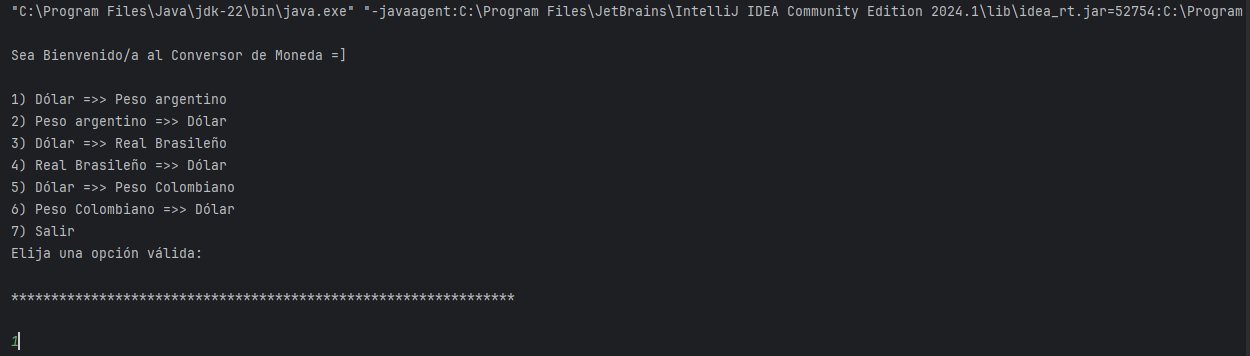 "C:\Program Files\Java\jdk-22\bin\java.exe" "-javaagent:C:\Program Files\JetBrains\IntelliJ IDEA Community Edition 2024.1\lib\idea_rt.jar=52754:C:\Program
Sea Bienvenido/a al Conversor de Moneda =]
1) Dólar =>> Peso argentino
2) Peso argentino =>> Dólar
3) Dólar =>> Real Brasileño
4) Real Brasileño =>> Dólar
5) Dólar =>> Peso Colombiano
6) Peso Colombiano =>> Dólar
7) Salir
Elija una opción válida:
***************************************************************
1